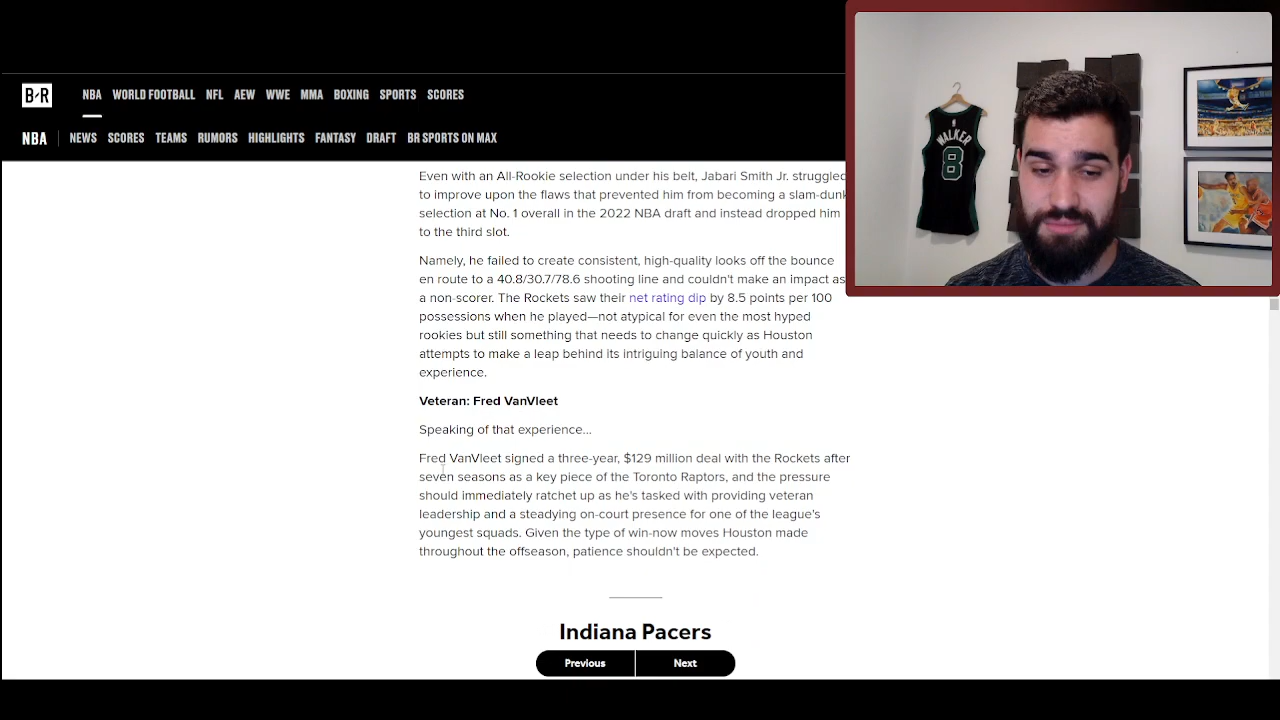 B/R NBA WORLD FOOTBALL NFL AEW WWE MMA BOXING SPORTS SCORES
NBA NEWS SCORES TEAMS RUMORS HIGHLIGHTS FANTASY DRAFT BR SPORTS ON MAX
WALKER
8
Even with an All-Rookie selection under his belt, Jabari Smith Jr. struggled
to improve upon the flaws that prevented him from becoming a slam-dunk
selection at No. 1 overall in the 2022 NBA draft and instead dropped him
to the third slot.
Namely, he failed to create consistent, high-quality looks off the bounce
en route to a 40.8/30.7/78.6 shooting line and couldn't make an impact as
a non-scorer. The Rockets saw their net rating dip by 8.5 points per 100
possessions when he played—not atypical for even the most hyped
rookies but still something that needs to change quickly as Houston
attempts to make a leap behind its intriguing balance of youth and
experience.
Veteran: Fred VanVleet
Speaking of that experience...
Fred VanVleet signed a three-year, $129 million deal with the Rockets after
seven seasons as a key piece of the Toronto Raptors, and the pressure
should immediately ratchet up as he's tasked with providing veteran
leadership and a steadying on-court presence for one of the league's
youngest squads. Given the type of win-now moves Houston made
throughout the offseason, patience shouldn't be expected.
Indiana Pacers
Previous Next